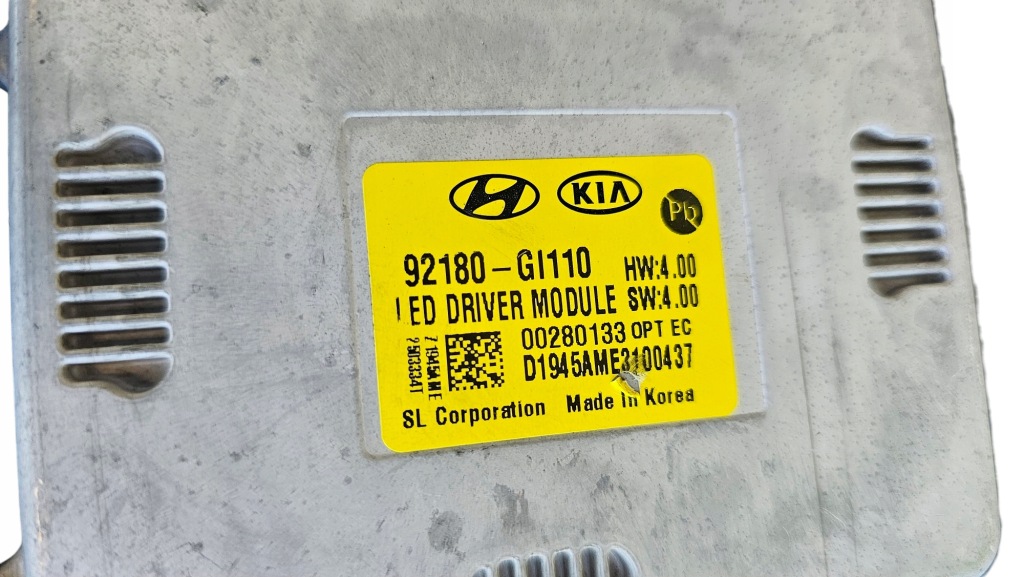 KIA
Pb
92180-GI110 HW:4.00
LED DRIVER MODULE SW:4.00
00280133 OPT EC
D1945AME3100437
71945AME
SL Corporation Made in Korea